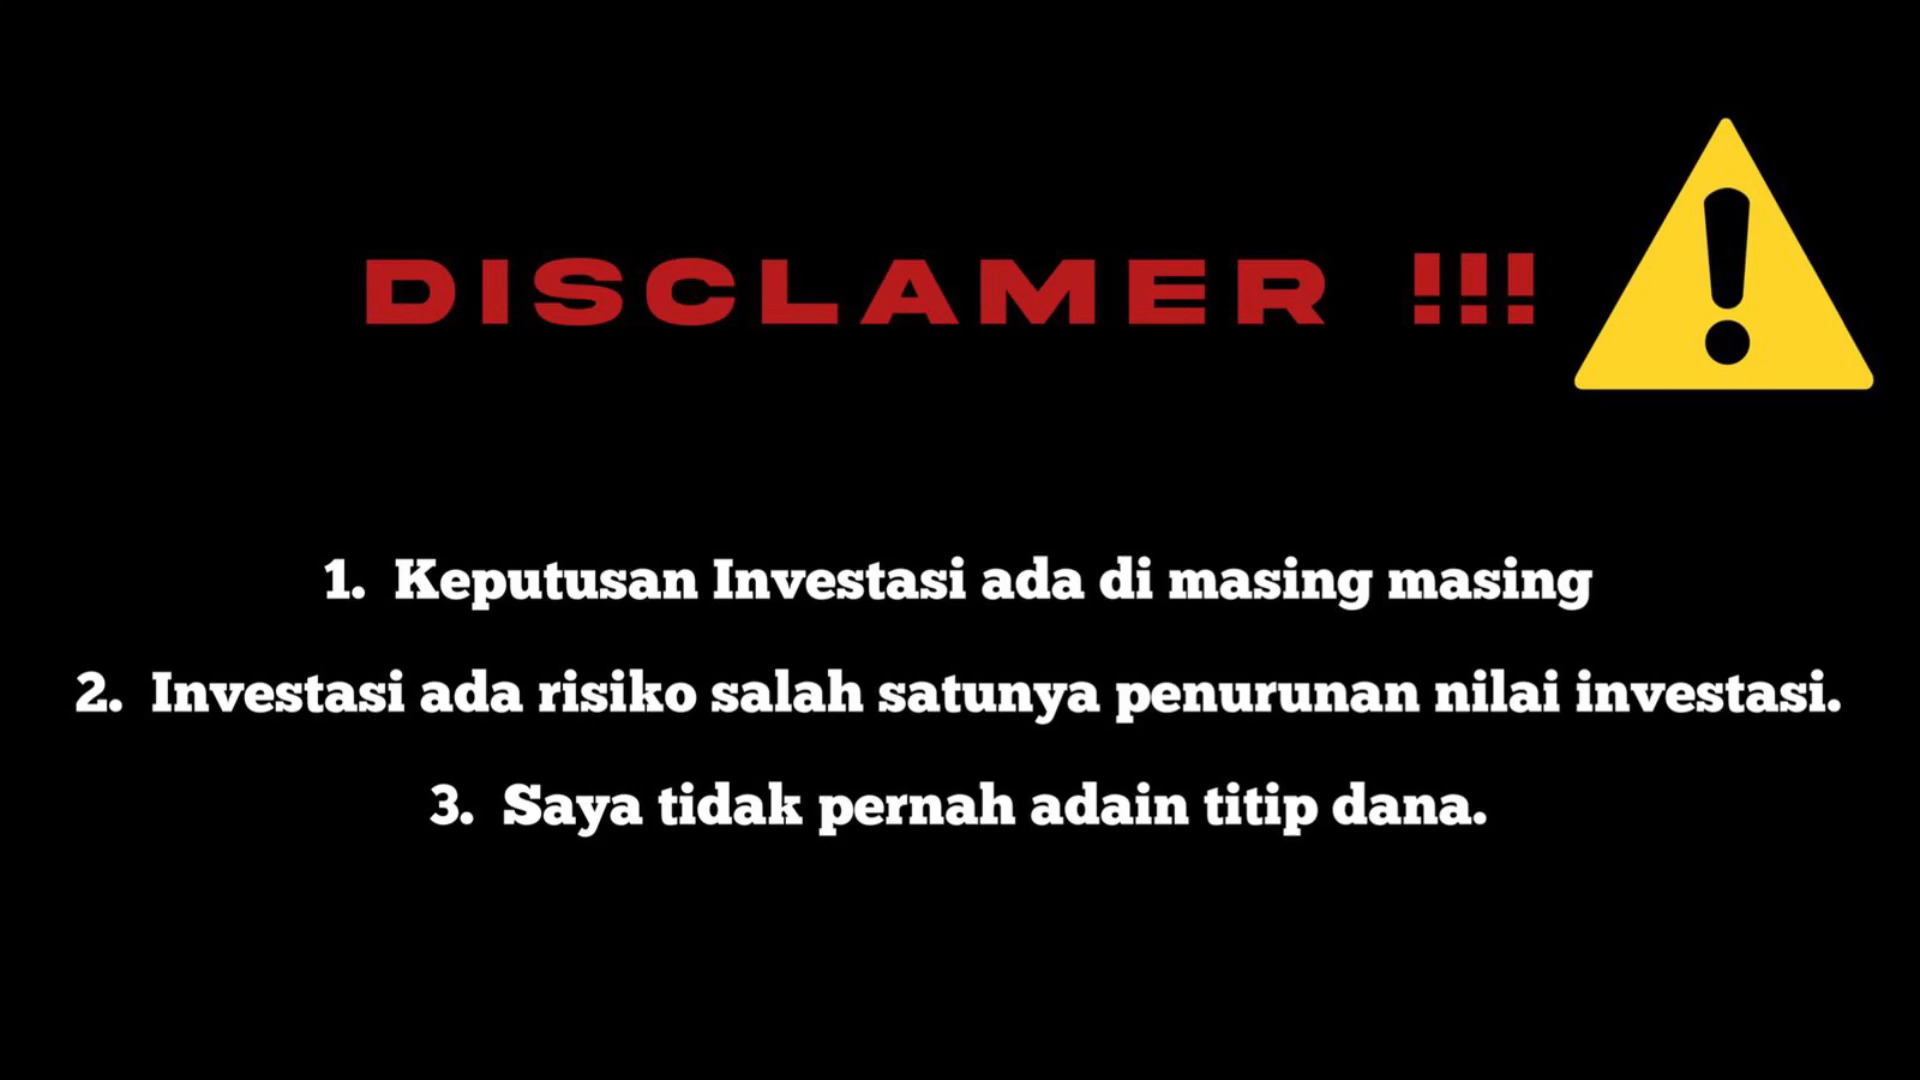 DISCLAMER !!!
1. Keputusan Investasi ada di masing masing
2. Investasi ada risiko salah satunya penurunan nilai investasi.
3. Saya tidak pernah adain titip dana.